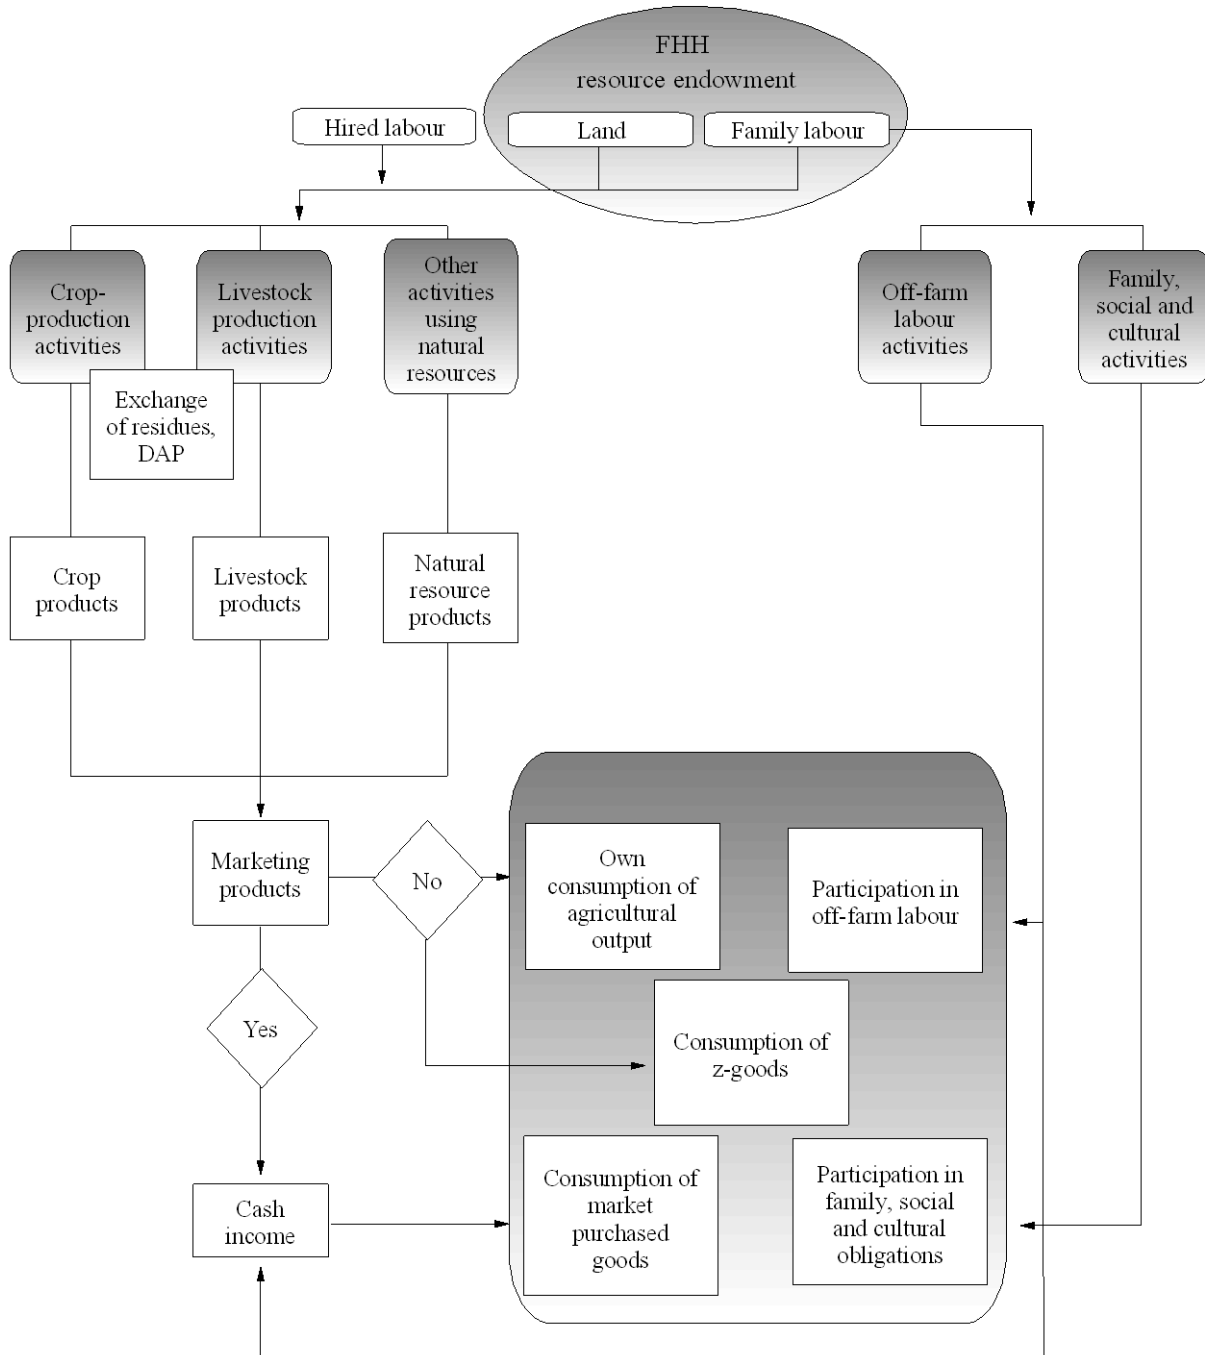 FHH
resource endowment
Hired labour
Land
Family labour
Crop-
production
activities
Livestock
production
activities
Other
activities
using
natural
resources
Off-farm
labour
activities
Family,
social and
cultural
activities
Exchange
of residues,
DAP
Crop
products
Livestock
products
Natural
resource
products
Marketing
products
No
Own
consumption of
agricultural
output
Participation in
off-farm labour
Yes
Consumption of
z-goods
Cash
income
Consumption of
market
purchased
goods
Participation in
family, social
and cultural
obligations